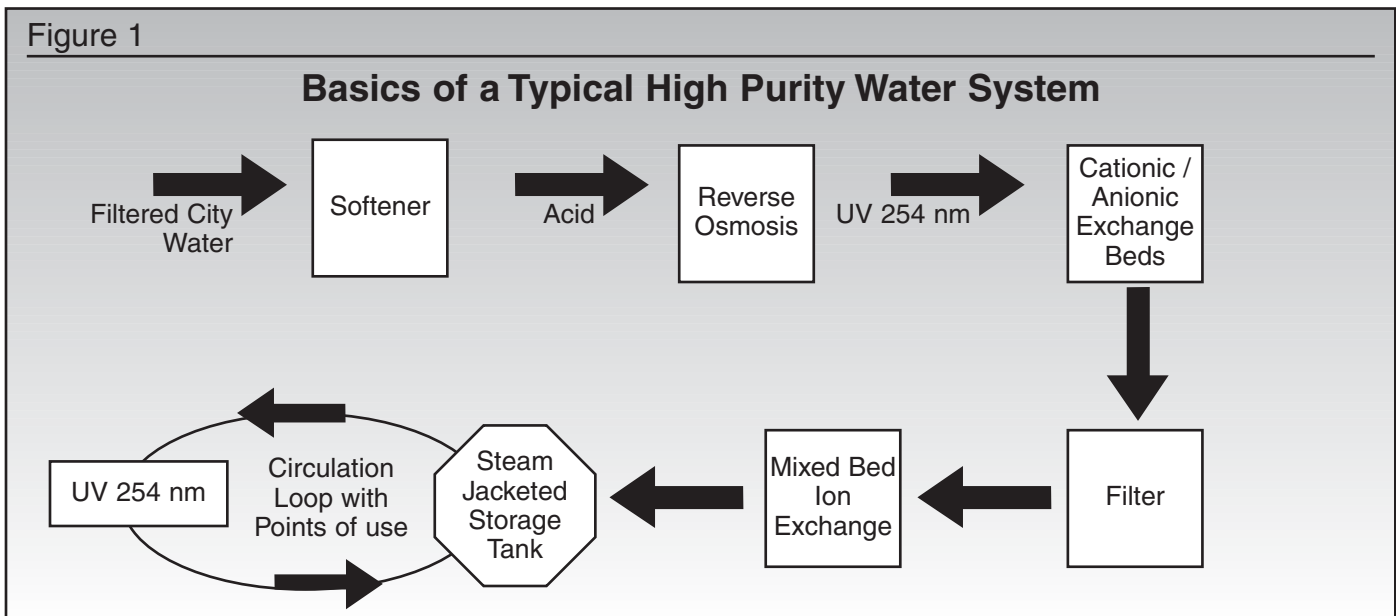 Figure 1
Basics of a Typical High Purity Water System
Filtered City
Water
Softener
Acid
Reverse
Osmosis
UV 254 nm
Cationic /
Anionic
Exchange
Beds
Filter
Mixed Bed
Ion
Exchange
Steam
Jacketed
Storage
Tank
Circulation
Loop with
Points of use
UV 254 nm